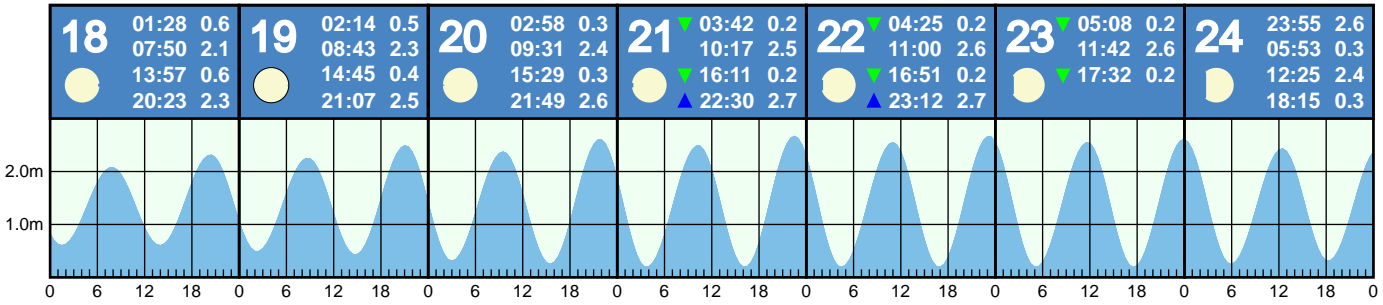 18
01:28 0.6
07:50 2.1
13:57 0.6
20:23 2.3
19
02:14 0.5
08:43 2.3
14:45 0.4
21:07 2.5
20
02:58 0.3
09:31 2.4
15:29 0.3
21:49 2.6
21
▼ 03:42 0.2
10:17 2.5
▼ 16:11 0.2
▲ 22:30 2.7
22
▼ 04:25 0.2
11:00 2.6
▼ 16:51 0.2
▲ 23:12 2.7
23
▼ 05:08 0.2
11:42 2.6
▼ 17:32 0.2
24
23:55 2.6
05:53 0.3
12:25 2.4
18:15 0.3
2.0m
1.0m
0 6 12 18 0 6 12 18 0 6 12 18 0 6 12 18 0 6 12 18 0 6 12 18 0 6 12 18 0